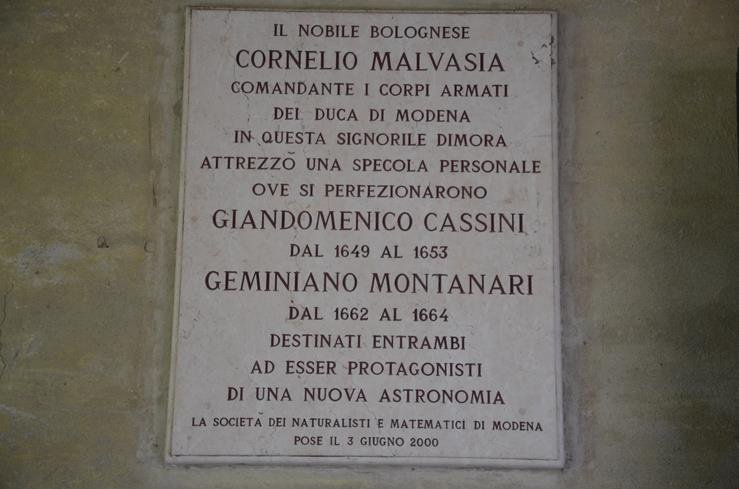 IL NOBILE BOLOGNESE
CORNELIO MALVASIA
COMANDANTE I CORPI ARMATI
DEL DUCA DI MODENA
IN QUESTA SIGNORILE DIMORA
ATTREZZÒ UNA SPECOLA PERSONALE
OVE SI PERFEZIONARONO
GIANDOMENICO CASSINI
DAL 1649 AL 1653
GEMINIANO MONTANARI
DAL 1662 AL 1664
DESTINATI ENTRAMBI
AD ESSER PROTAGONISTI
DI UNA NUOVA ASTRONOMIA
LA SOCIETÀ DEI NATURALISTI E MATEMATICI DI MODENA
POSE IL 3 GIUGNO 2000